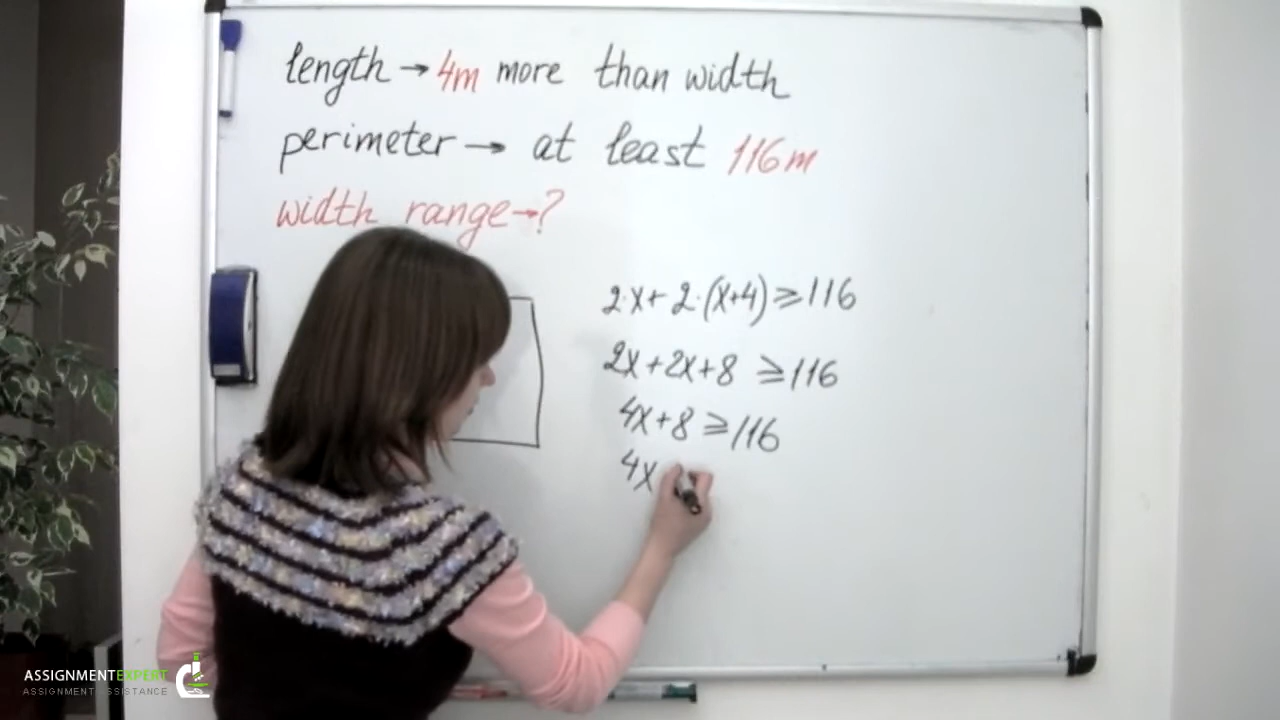 length → 4m more than width
perimeter → at least 116m
width range → ?
2·x + 2·(x+4) ≥ 116
2x + 2x + 8 ≥ 116
4x + 8 ≥ 116
4x
ASSIGNMENTEXPERT
ASSIGNMENT ASSISTANCE